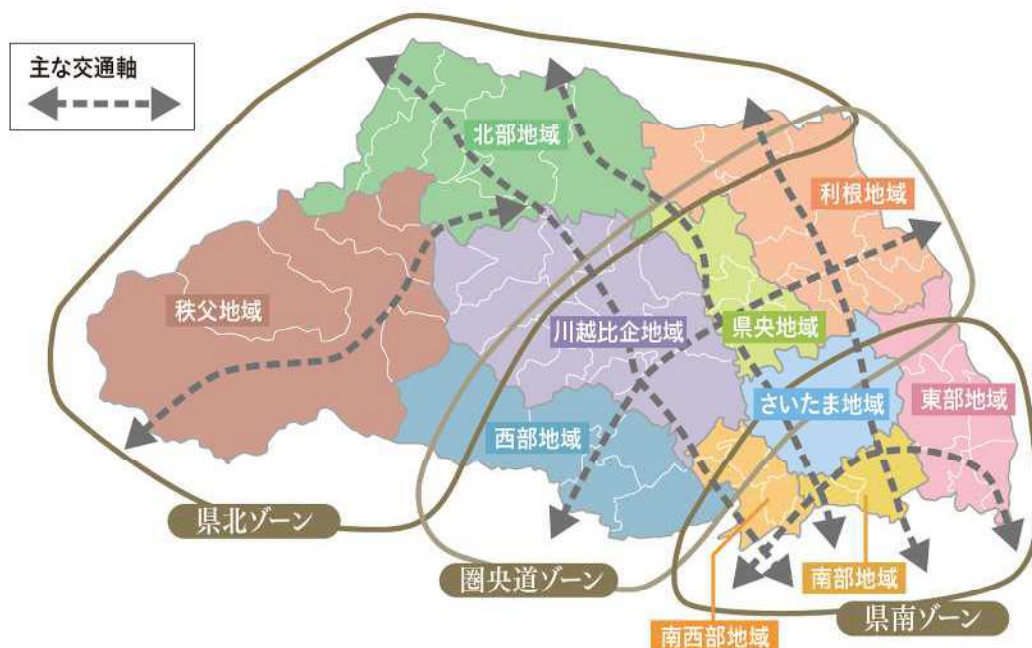 主な交通軸
北部地域
利根地域
秩父地域
川越比企地域
県央地域
さいたま地域
東部地域
西部地域
県北ゾーン
圏央道ゾーン
南部地域
県南ゾーン
南西部地域